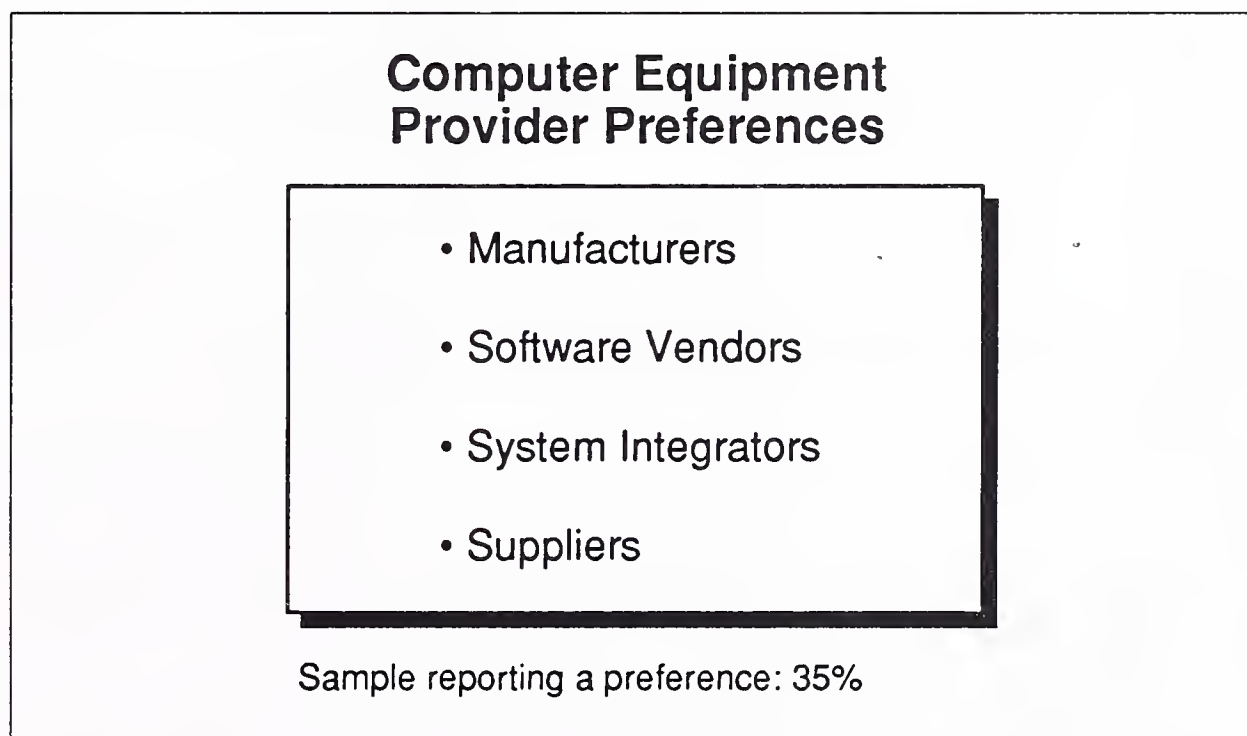 Computer Equipment
Provider Preferences
• Manufacturers
• Software Vendors
• System Integrators
• Suppliers
Sample reporting a preference: 35%